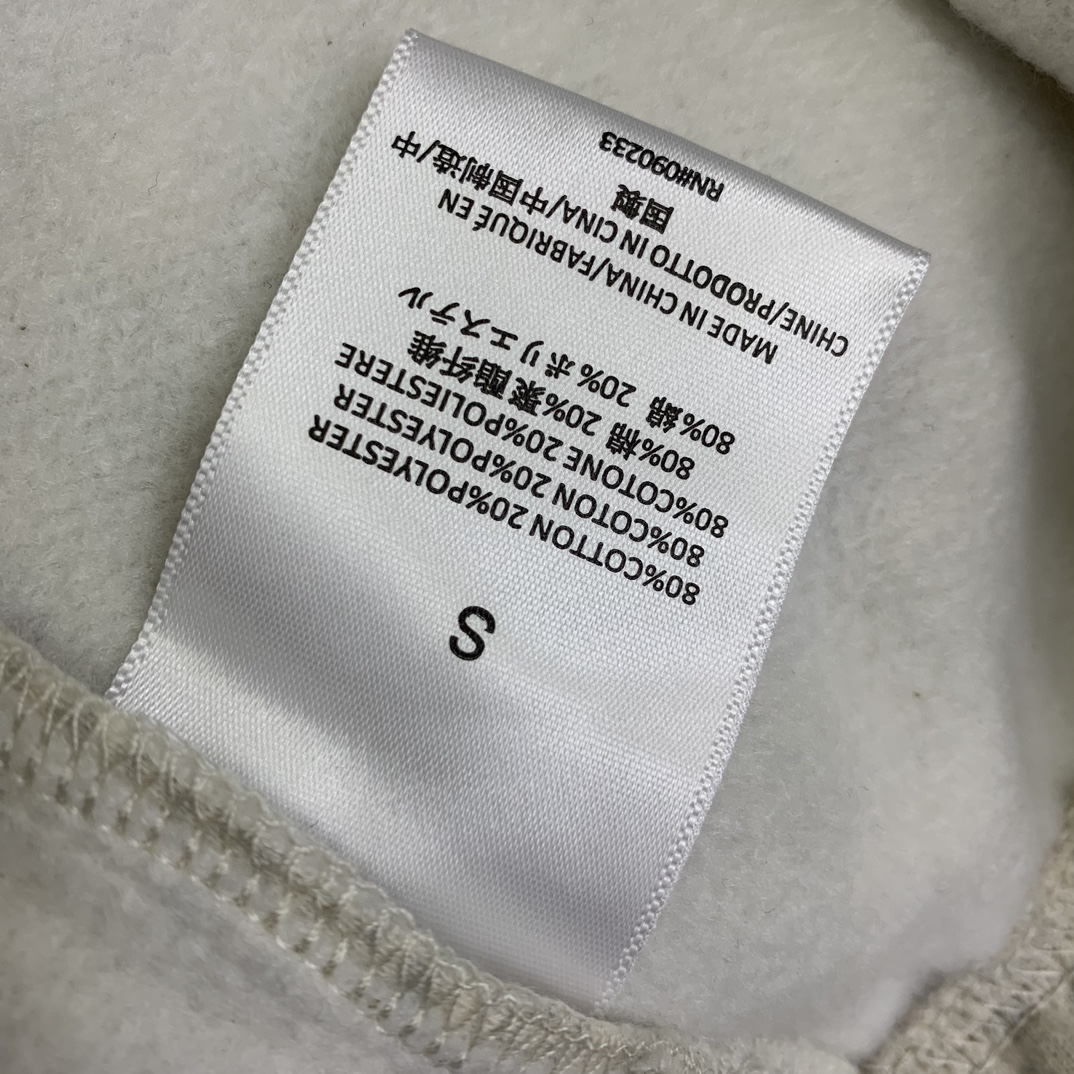 S
80%COTTON 20%POLYESTER
80%COTON 20%POLYESTER
80%COTONE 20%POLIESTERE
80%棉 20%聚酯纤维
80%綿 20%ポリエステル
MADE IN CHINA/FABRIQUÉ EN
CHINE/PRODOTTO IN CINA/中国制造/中
国製
RN#090233